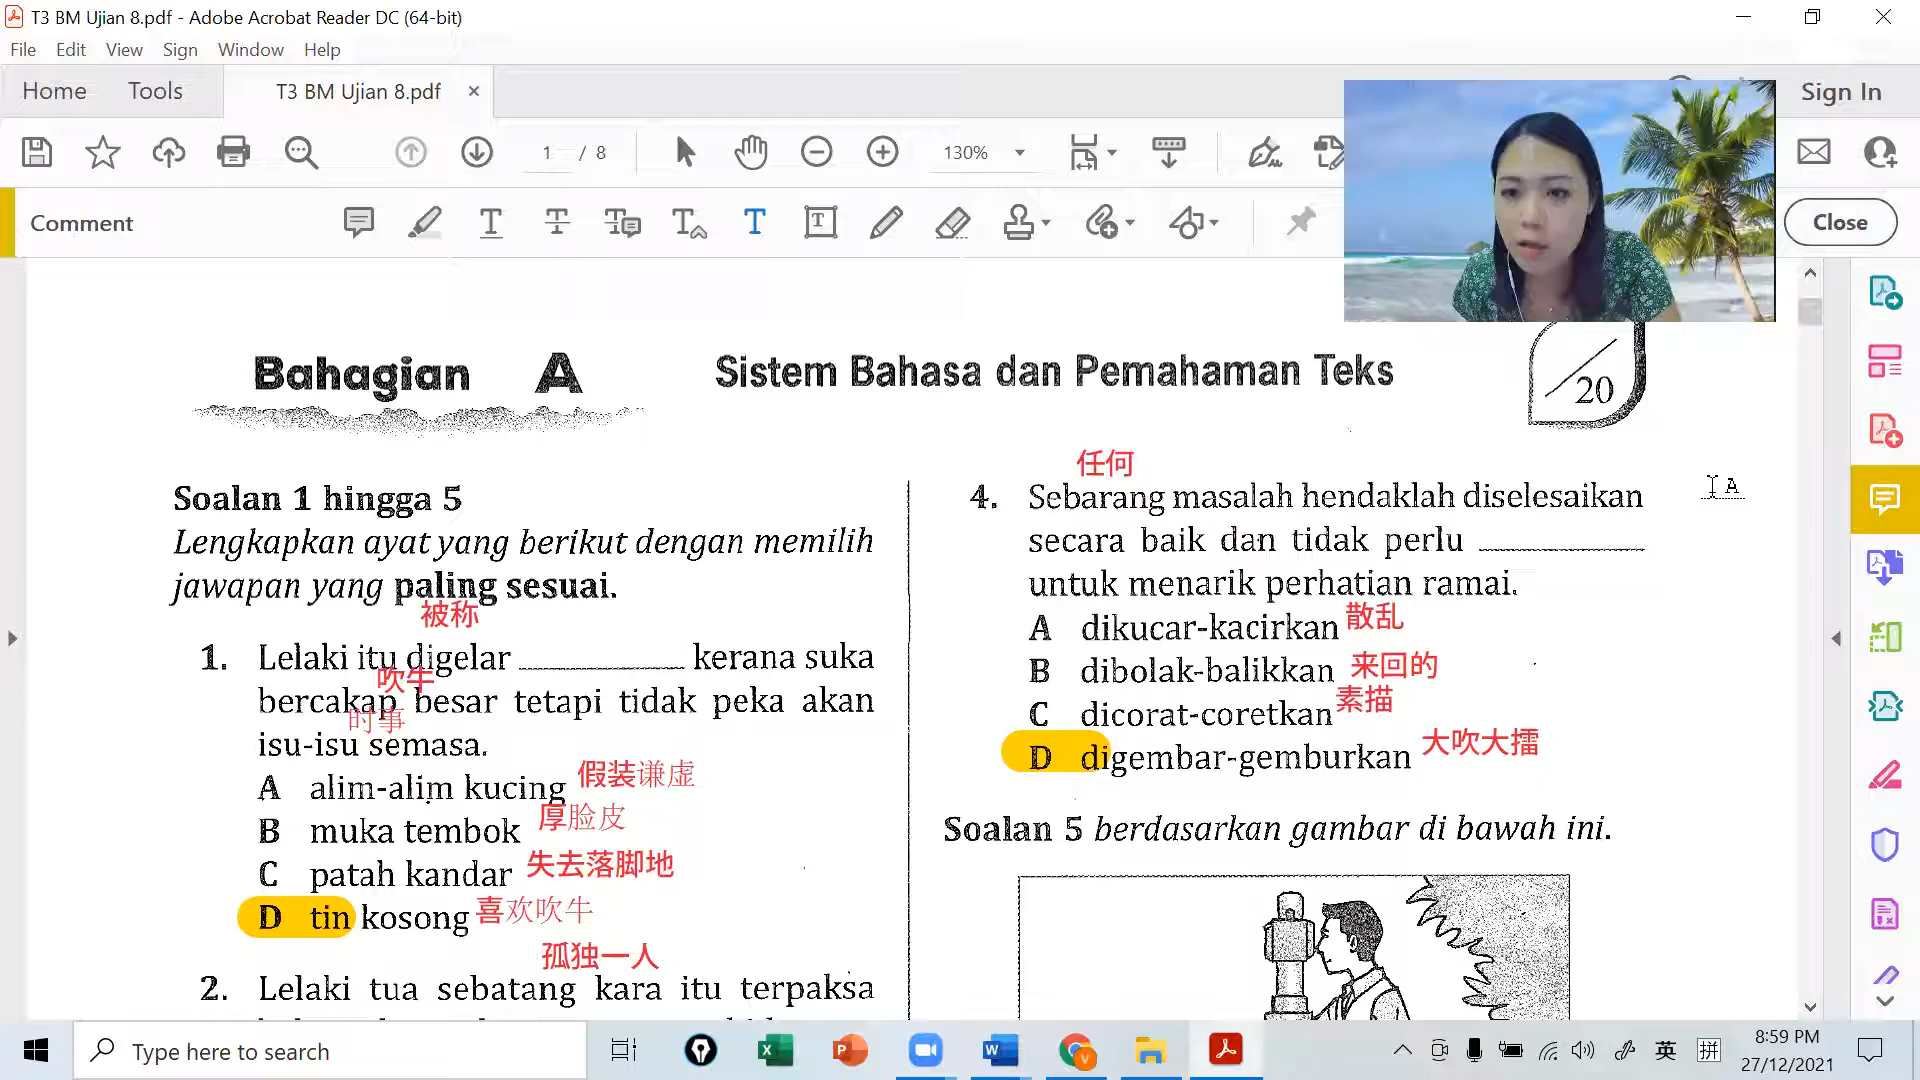 T3 BM Ujian 8.pdf - Adobe Acrobat Reader DC (64-bit)
File Edit View Sign Window Help
Home Tools T3 BM Ujian 8.pdf Sign In
1 / 8 130%
Comment Close
Bahagian A Sistem Bahasa dan Pemahaman Teks
20
Soalan 1 hingga 5
Lengkapkan ayat yang berikut dengan memilih
jawapan yang paling sesuai.
被称
1. Lelaki itu digelar __________ kerana suka
吹牛
bercakap besar tetapi tidak peka akan
时事
isu-isu semasa.
A alim-alim kucing 假装谦虚
B muka tembok 厚脸皮
C patah kandar 失去落脚地
D tin kosong 喜欢吹牛
孤独一人
2. Lelaki tua sebatang kara itu terpaksa
任何
4. Sebarang masalah hendaklah diselesaikan
secara baik dan tidak perlu __________
untuk menarik perhatian ramai.
A dikucar-kacirkan 散乱
B dibolak-balikkan 来回的
C dicorat-coretkan 素描
D digembar-gemburkan 大吹大擂
Soalan 5 berdasarkan gambar di bawah ini.
A
Type here to search
英 拼
8:59 PM
27/12/2021